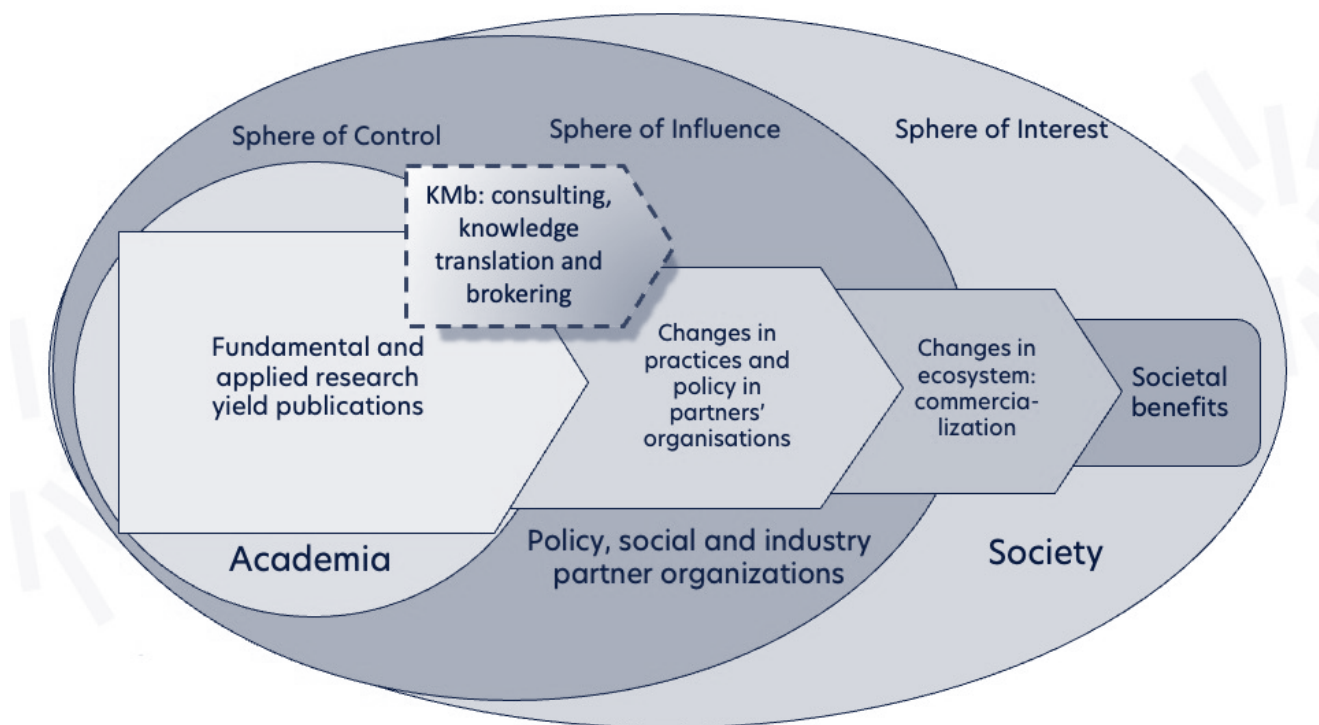 Sphere of Control
Sphere of Influence
Sphere of Interest
KMb: consulting,
knowledge
translation and
brokering
Fundamental and
applied research
yield publications
Changes in
practices and
policy in
partners’
organisations
Changes in
ecosystem:
commercia-
lization
Societal
benefits
Academia
Policy, social and industry
partner organizations
Society